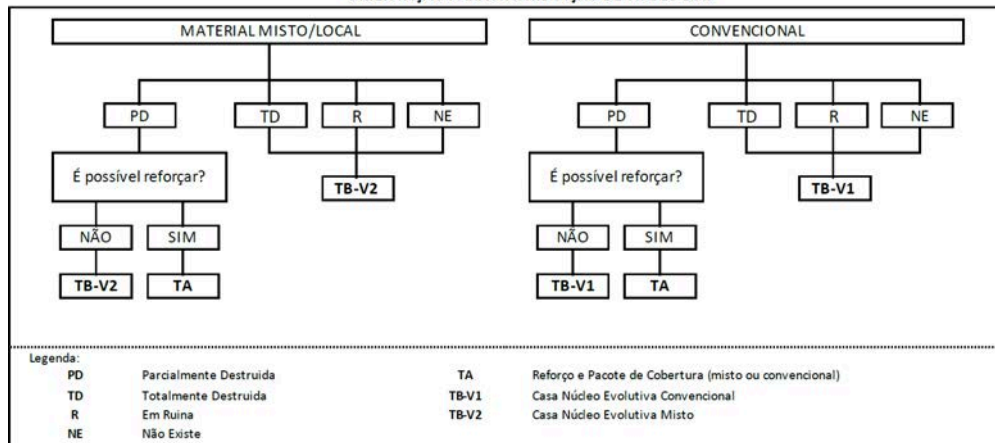 MATERIAL MISTO/LOCAL
CONVENCIONAL
PD
TD
R
NE
PD
TD
R
NE
É possível reforçar?
TB-V2
É possível reforçar?
TB-V1
NÃO
SIM
NÃO
SIM
TB-V2
TA
TB-V1
TA
Legenda:
PD Parcialmente Destruida TA Reforço e Pacote de Cobertura (misto ou convencional)
TD Totalmente Destruida TB-V1 Casa Núcleo Evolutiva Convencional
R Em Ruina TB-V2 Casa Núcleo Evolutiva Misto
NE Não Existe